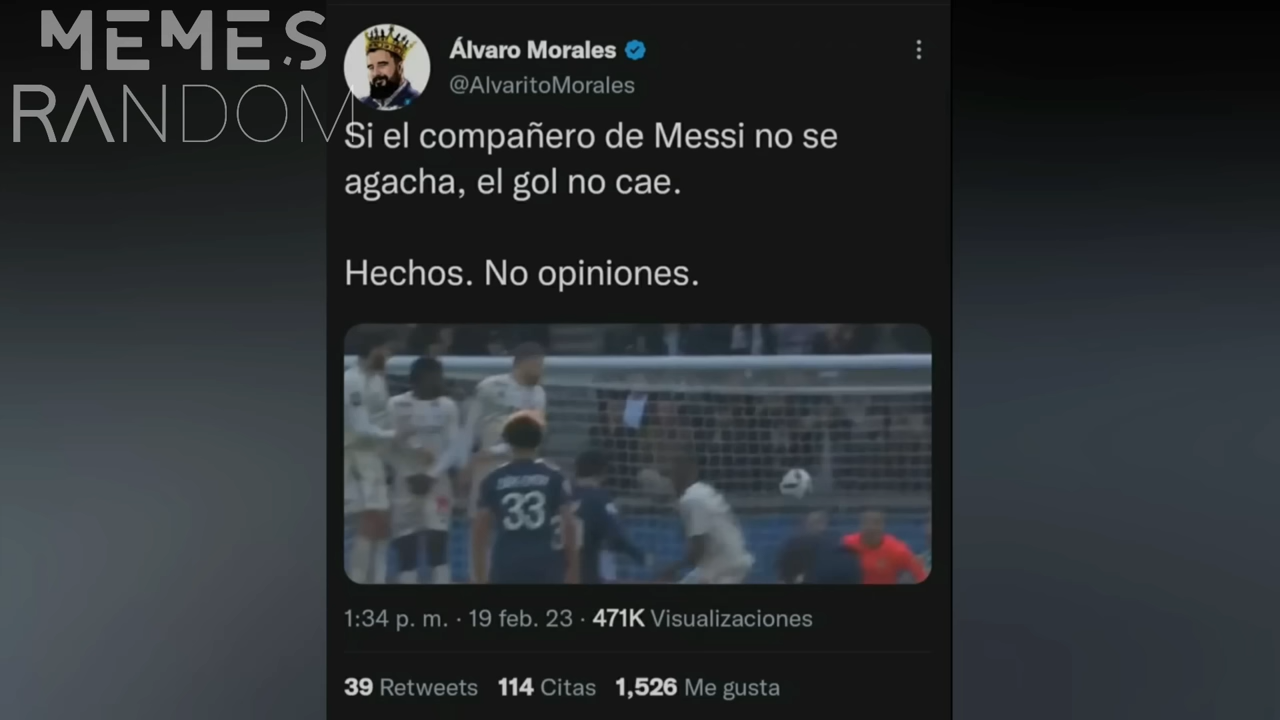 MEMES
RANDOM
Álvaro Morales
@AlvaritoMorales
Si el compañero de Messi no se
agacha, el gol no cae.
Hechos. No opiniones.
33
3
1:34 p. m. · 19 feb. 23 · 471K Visualizaciones
39 Retweets 114 Citas 1,526 Me gusta